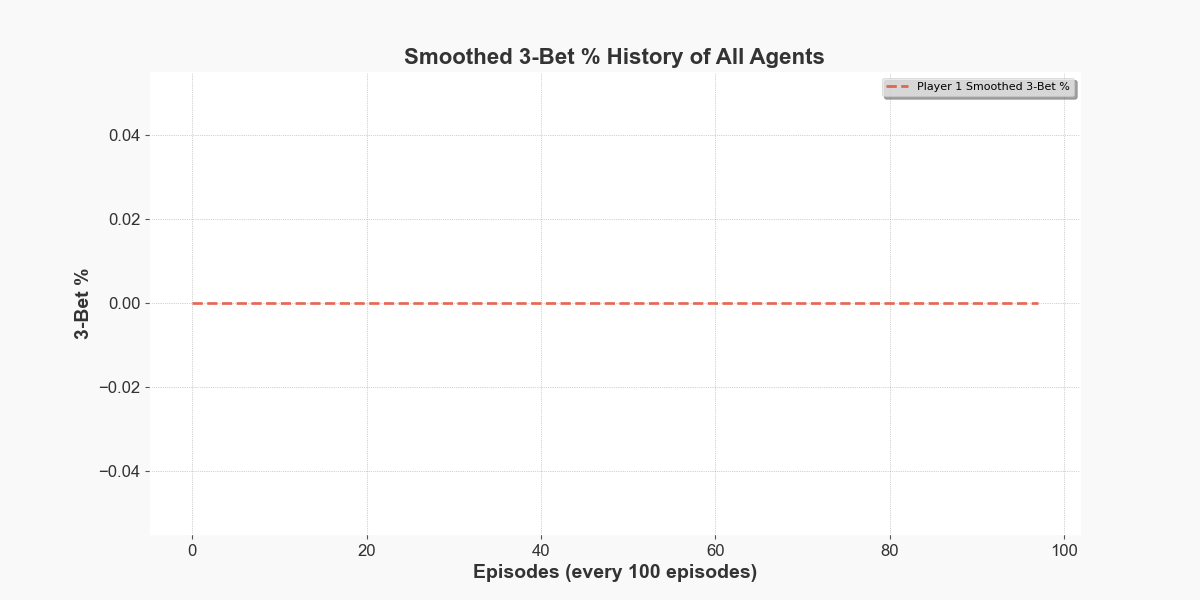 Smoothed 3-Bet % History of All Agents
Player 1 Smoothed 3-Bet %
3-Bet %
0.04
0.02
0.00
−0.02
−0.04
0 20 40 60 80 100
Episodes (every 100 episodes)